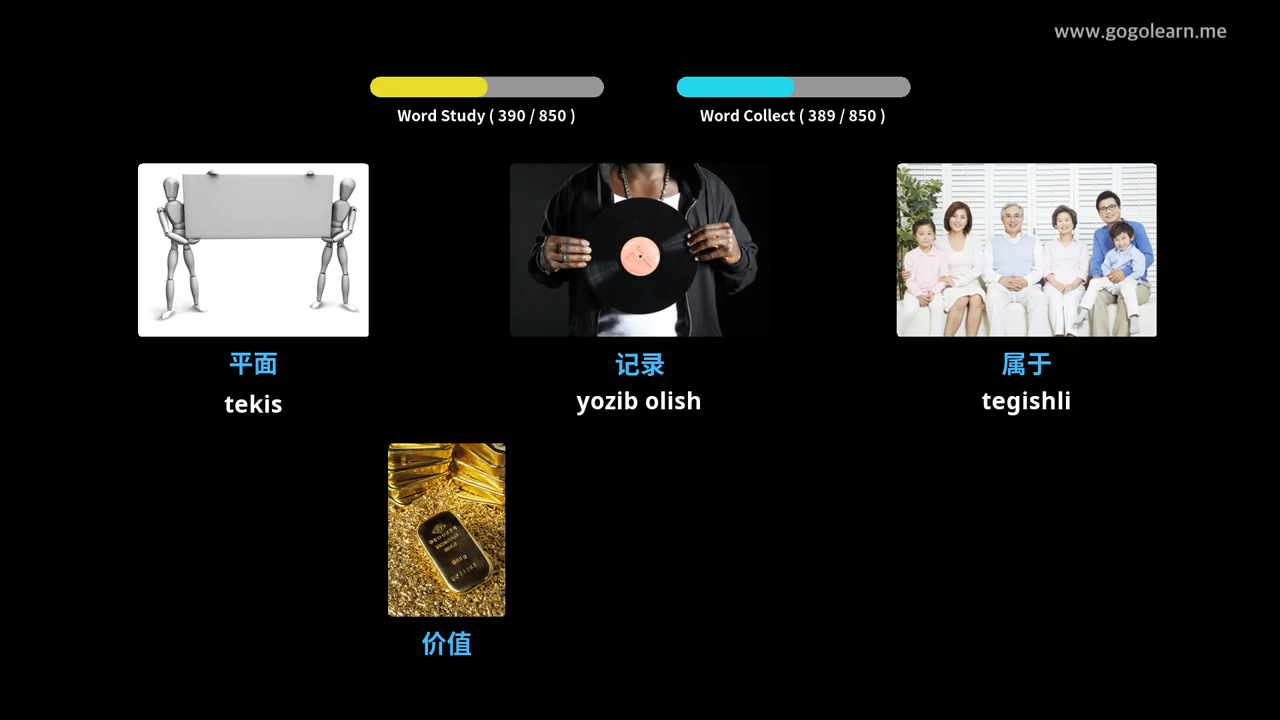 www.gogolearn.me
Word Study ( 390 / 850 )
Word Collect ( 389 / 850 )
平面
tekis
记录
yozib olish
属于
tegishli
价值